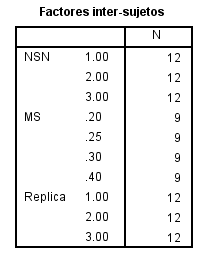 Factores inter-sujetos
N
NSN 1.00 12
2.00 12
3.00 12
MS .20 9
.25 9
.30 9
.40 9
Replica 1.00 12
2.00 12
3.00 12